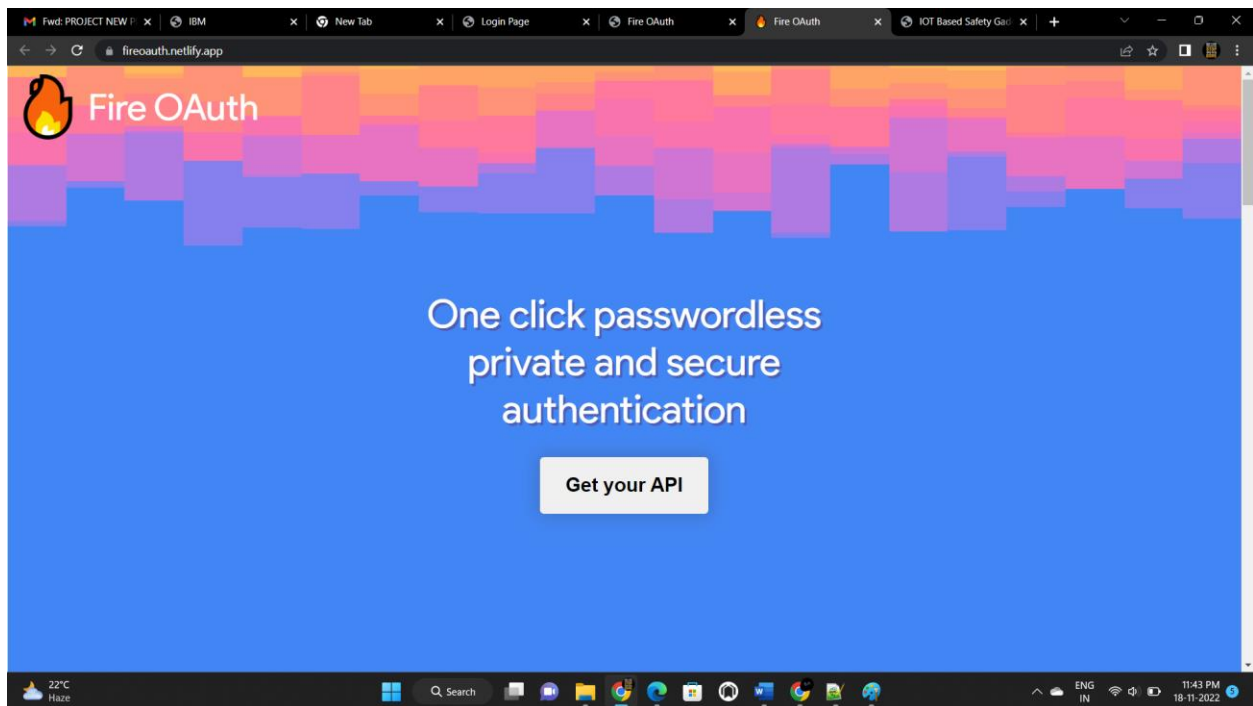 Fwd: PROJECT NEW P
IBM
New Tab
Login Page
Fire OAuth
Fire OAuth
IOT Based Safety Gad
fireoauth.netlify.app
Fire OAuth
One click passwordless
private and secure
authentication
Get your API
22°C
Haze
Search
ENG
IN
11:43 PM
18-11-2022
5